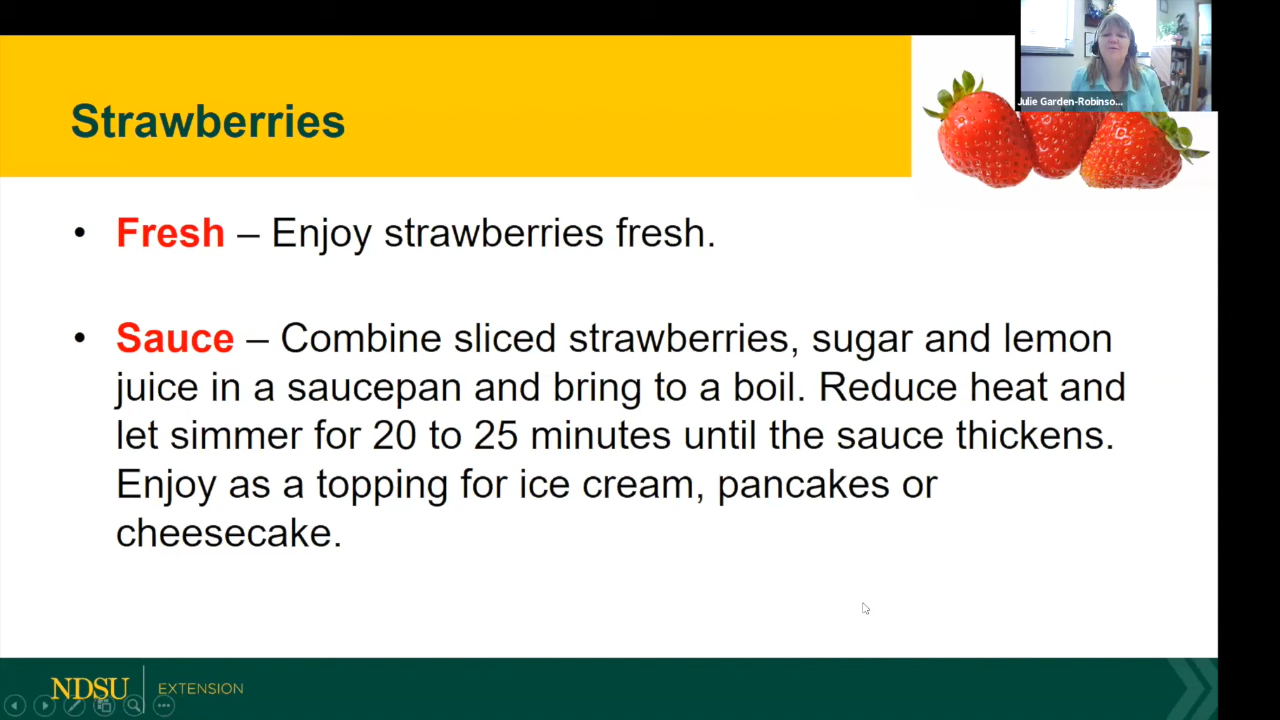 Julie Garden-Robinso...
Strawberries
• Fresh – Enjoy strawberries fresh.
• Sauce – Combine sliced strawberries, sugar and lemon
juice in a saucepan and bring to a boil. Reduce heat and
let simmer for 20 to 25 minutes until the sauce thickens.
Enjoy as a topping for ice cream, pancakes or
cheesecake.
NDSU EXTENSION